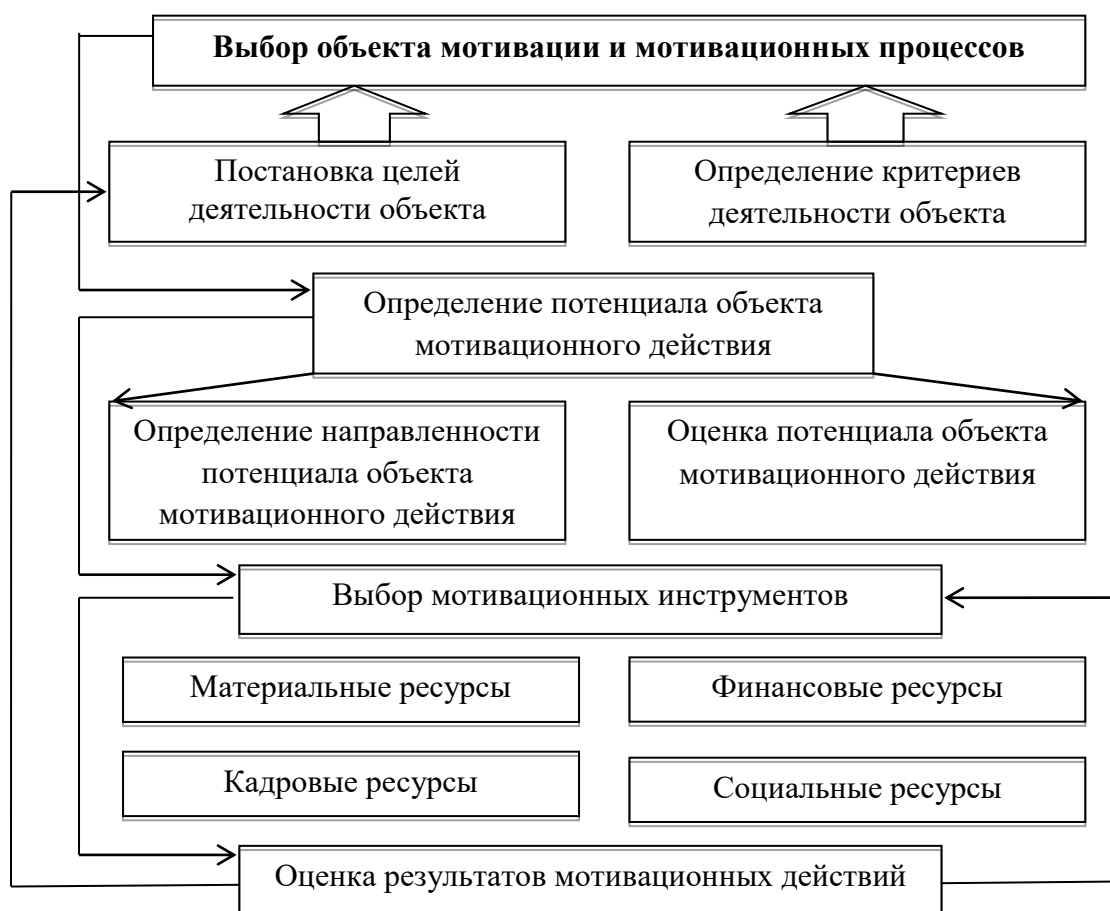 Выбор объекта мотивации и мотивационных процессов
Постановка целей
деятельности объекта
Определение критериев
деятельности объекта
Определение потенциала объекта
мотивационного действия
Определение направленности
потенциала объекта
мотивационного действия
Оценка потенциала объекта
мотивационного действия
Выбор мотивационных инструментов
Материальные ресурсы
Финансовые ресурсы
Кадровые ресурсы
Социальные ресурсы
Оценка результатов мотивационных действий